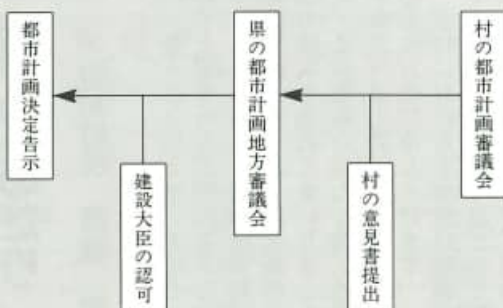 村の都市計画審議会
村の意見書提出
県の都市計画地方審議会
建設大臣の認可
都市計画決定告示